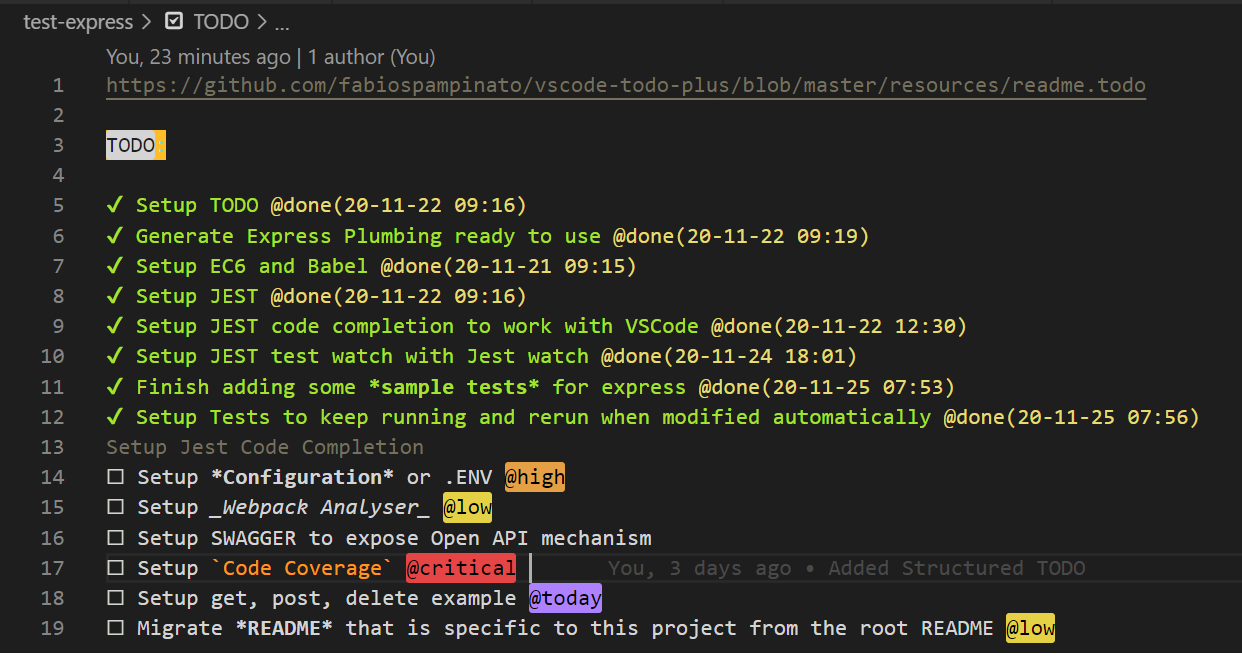 test-express > TODO > ...
You, 23 minutes ago | 1 author (You)
1 https://github.com/fabiospampinato/vscode-todo-plus/blob/master/resources/readme.todo
2
3 TODO:
4
5 ✔ Setup TODO @done(20-11-22 09:16)
6 ✔ Generate Express Plumbing ready to use @done(20-11-22 09:19)
7 ✔ Setup EC6 and Babel @done(20-11-21 09:15)
8 ✔ Setup JEST @done(20-11-22 09:16)
9 ✔ Setup JEST code completion to work with VSCode @done(20-11-22 12:30)
10 ✔ Setup JEST test watch with Jest watch @done(20-11-24 18:01)
11 ✔ Finish adding some *sample tests* for express @done(20-11-25 07:53)
12 ✔ Setup Tests to keep running and rerun when modified automatically @done(20-11-25 07:56)
13 Setup Jest Code Completion
14 ☐ Setup *Configuration* or .ENV @high
15 ☐ Setup _Webpack Analyser_ @low
16 ☐ Setup SWAGGER to expose Open API mechanism
17 ☐ Setup `Code Coverage` @critical You, 3 days ago • Added Structured TODO
18 ☐ Setup get, post, delete example @today
19 ☐ Migrate *README* that is specific to this project from the root README @low